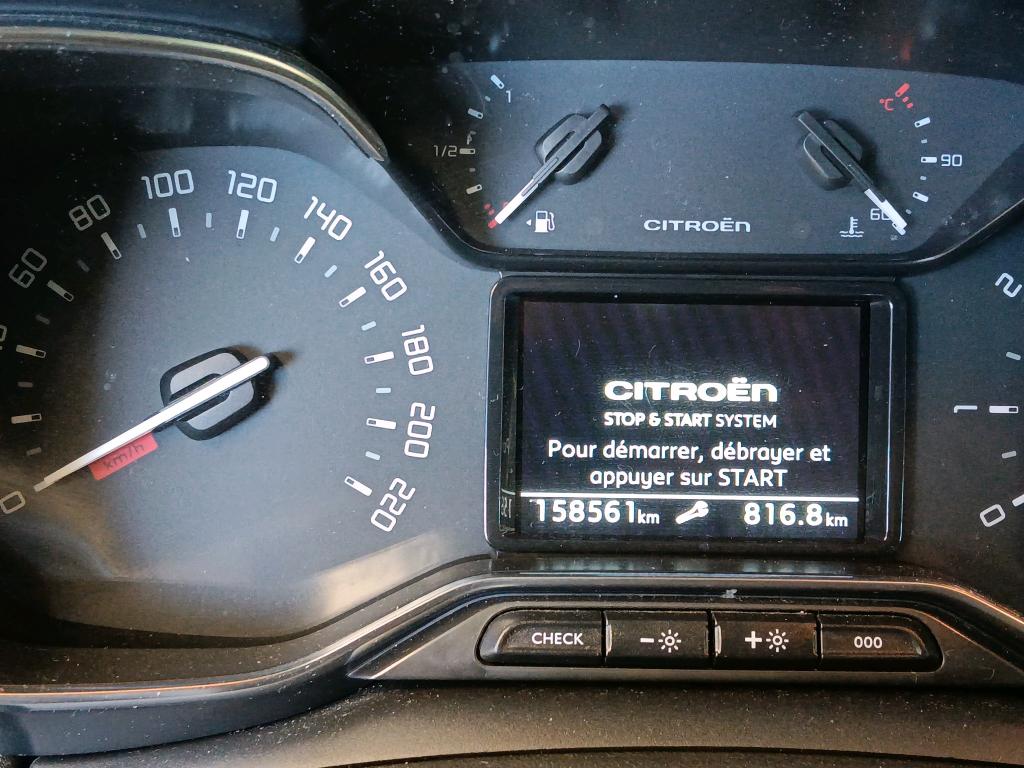 1
1/2
°C
90
60
CITROËN
60
80
100
120
140
160
180
200
220
0
km/h
CITROËN
STOP & START SYSTEM
Pour démarrer, débrayer et
appuyer sur START
158561km 816.8km
2
1
0
CHECK - + 000